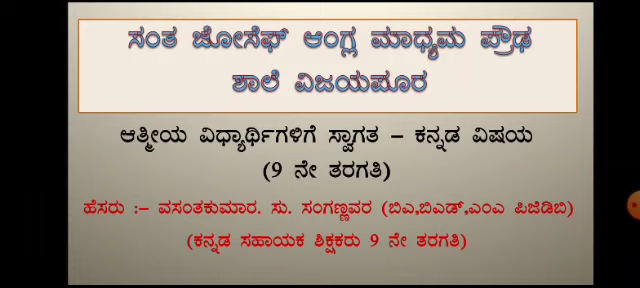 ಸಂತ ಜೋಸೆಫ್ ಆಂಗ್ಲ ಮಾಧ್ಯಮ ಪ್ರೌಢ
ಶಾಲೆ ವಿಜಯಪೂರ
ಆತ್ಮೀಯ ವಿಧ್ಯಾರ್ಥಿಗಳಿಗೆ ಸ್ವಾಗತ – ಕನ್ನಡ ವಿಷಯ
(9 ನೇ ತರಗತಿ)
ಹೆಸರು :– ವಸಂತಕುಮಾರ. ಸು. ಸಂಗಣ್ಣವರ (ಬಿಎ,ಬಿಎಡ್,ಎಂಎ ಪಿಜಿಡಿಬಿ)
(ಕನ್ನಡ ಸಹಾಯಕ ಶಿಕ್ಷಕರು 9 ನೇ ತರಗತಿ)